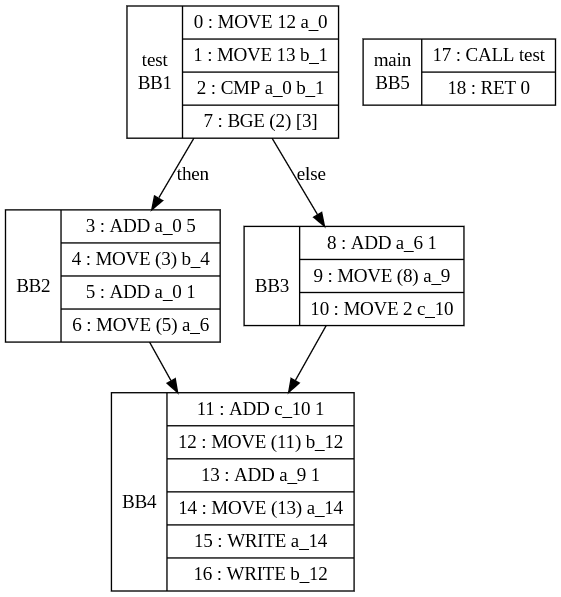 test
BB1
0 : MOVE 12 a_0
1 : MOVE 13 b_1
2 : CMP a_0 b_1
7 : BGE (2) [3]
main
BB5
17 : CALL test
18 : RET 0
then
else
BB2
3 : ADD a_0 5
4 : MOVE (3) b_4
5 : ADD a_0 1
6 : MOVE (5) a_6
BB3
8 : ADD a_6 1
9 : MOVE (8) a_9
10 : MOVE 2 c_10
BB4
11 : ADD c_10 1
12 : MOVE (11) b_12
13 : ADD a_9 1
14 : MOVE (13) a_14
15 : WRITE a_14
16 : WRITE b_12